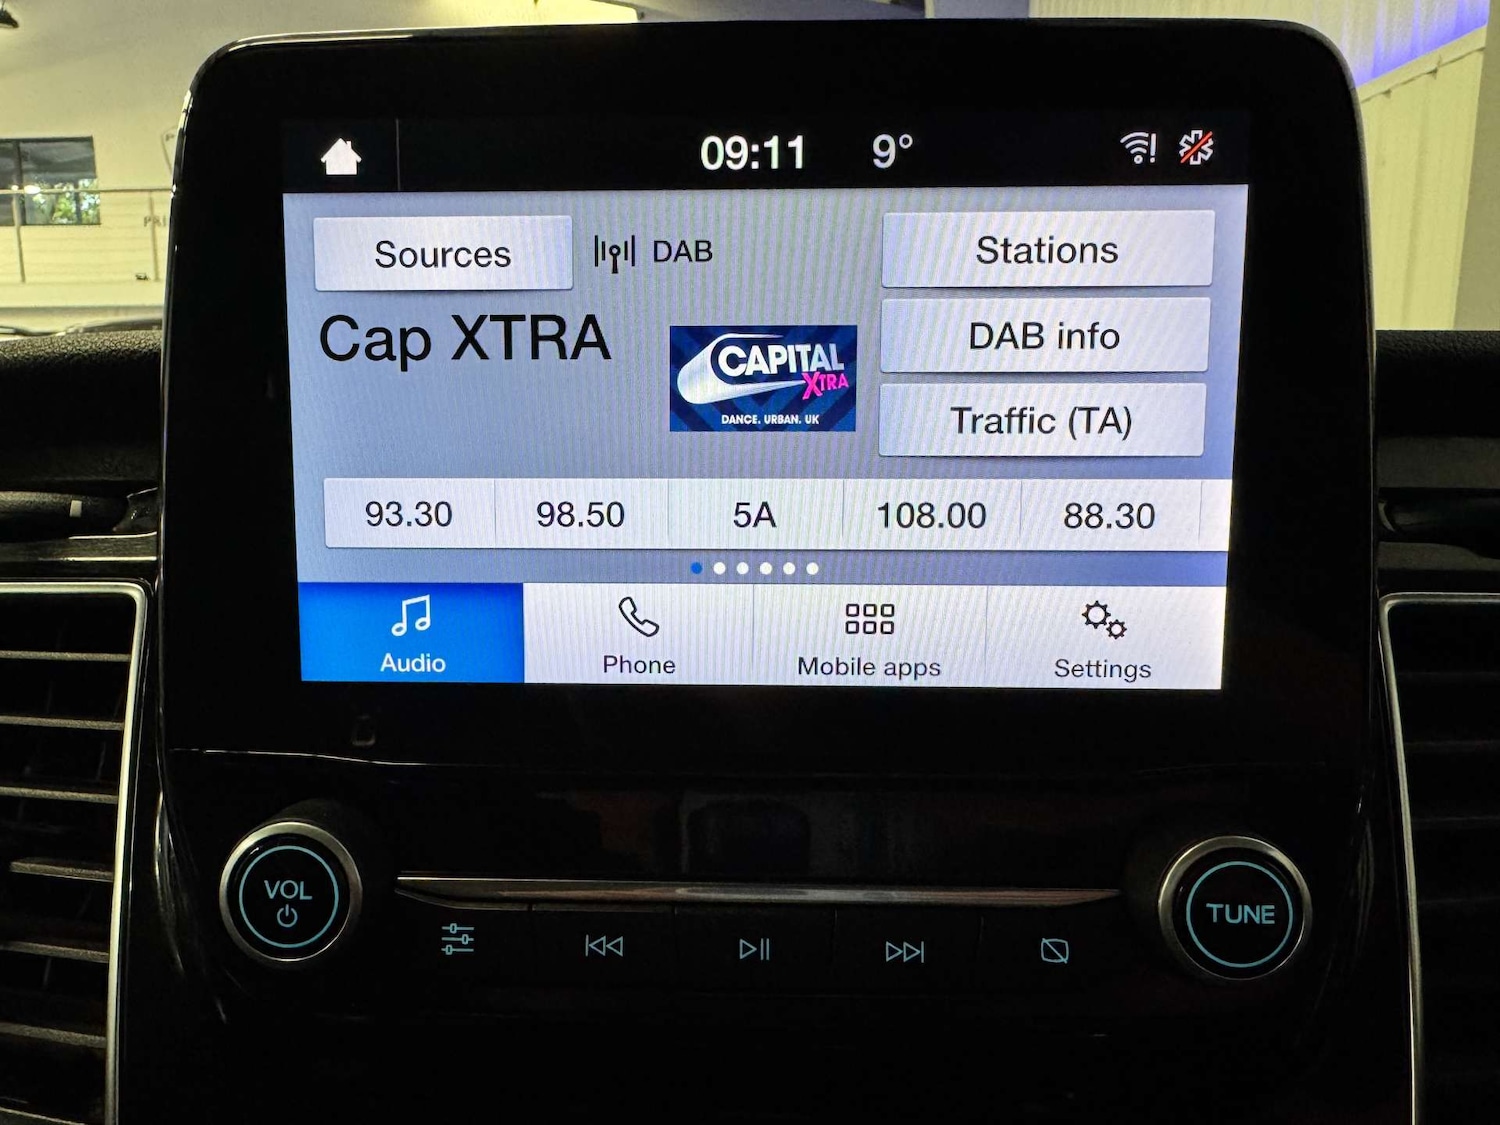 09:11 9°
Sources DAB Stations
Cap XTRA
CAPITAL
XTRA
DANCE. URBAN. UK
DAB info
Traffic (TA)
93.30 98.50 5A 108.00 88.30
Audio Phone Mobile apps Settings
VOL
TUNE